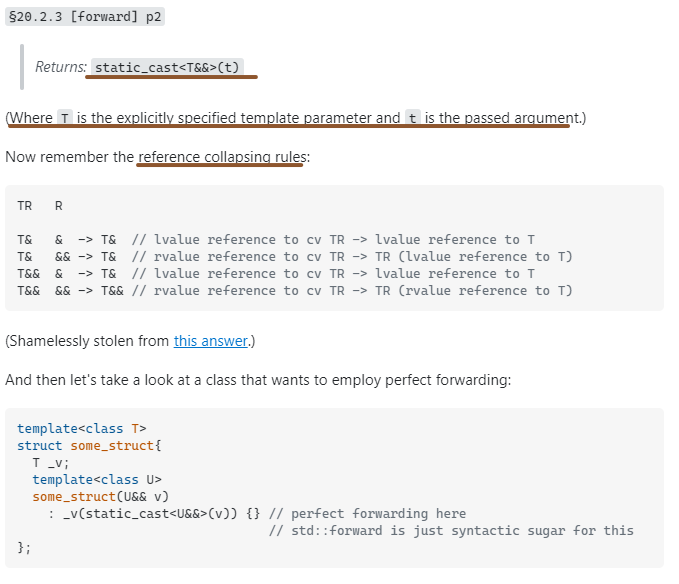 §20.2.3 [forward] p2
Returns: static_cast<T&&>(t)
(Where T is the explicitly specified template parameter and t is the passed argument.)
Now remember the reference collapsing rules:
TR   R
T&   &  -> T&  // lvalue reference to cv TR -> lvalue reference to T
T&   && -> T&  // rvalue reference to cv TR -> TR (lvalue reference to T)
T&&  &  -> T&  // lvalue reference to cv TR -> lvalue reference to T
T&&  && -> T&& // rvalue reference to cv TR -> TR (rvalue reference to T)
(Shamelessly stolen from this answer.)
And then let's take a look at a class that wants to employ perfect forwarding:
template<class T>
struct some_struct{
  T _v;
  template<class U>
  some_struct(U&& v)
    : _v(static_cast<U&&>(v)) {} // perfect forwarding here
                                 // std::forward is just syntactic sugar for this
};